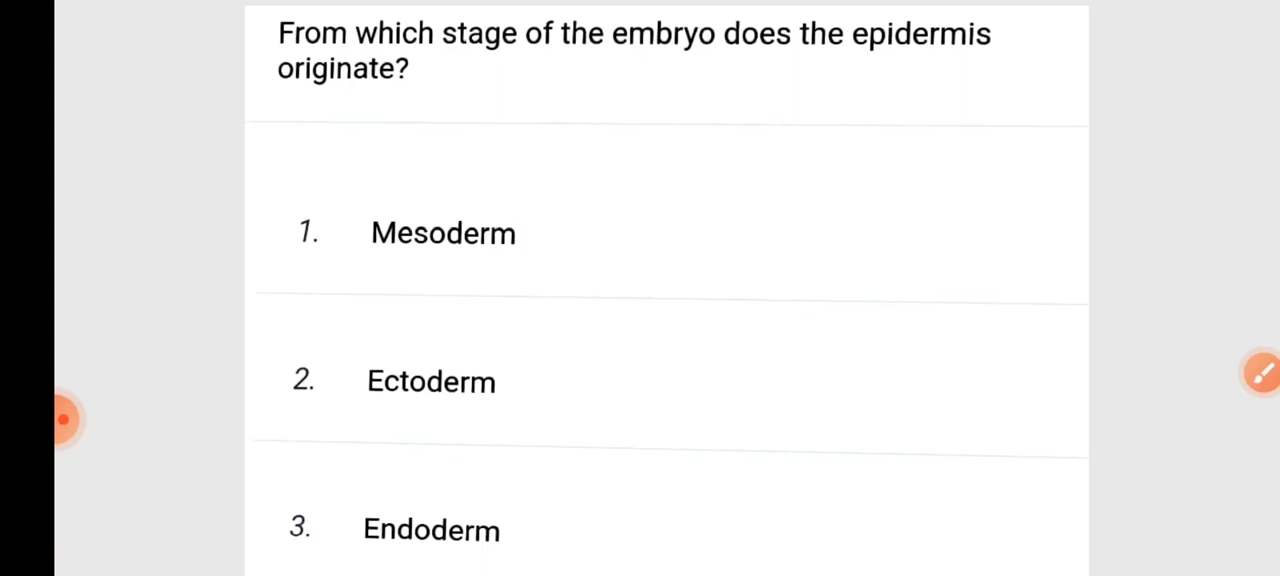 From which stage of the embryo does the epidermis
originate?
1. Mesoderm
2. Ectoderm
3. Endoderm